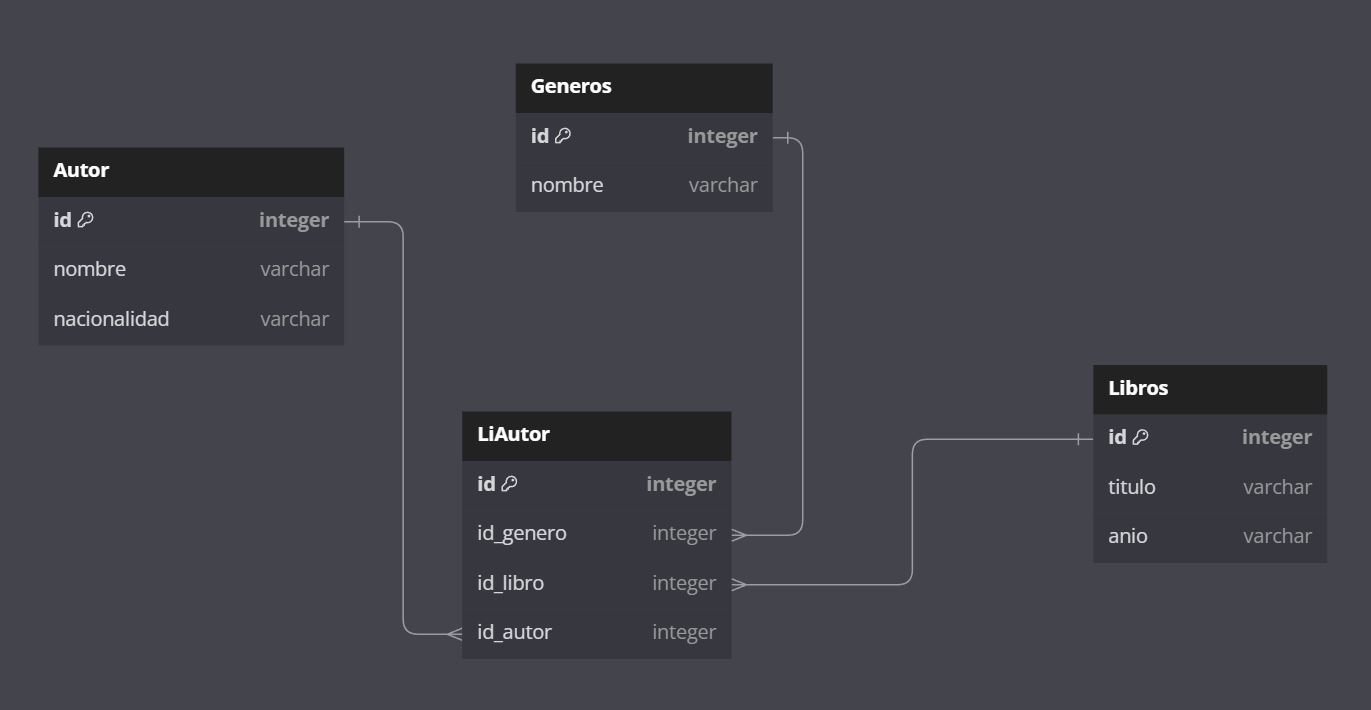 Generos
id integer
nombre varchar
Autor
id integer
nombre varchar
nacionalidad varchar
Libros
id integer
titulo varchar
anio varchar
LiAutor
id integer
id_genero integer
id_libro integer
id_autor integer